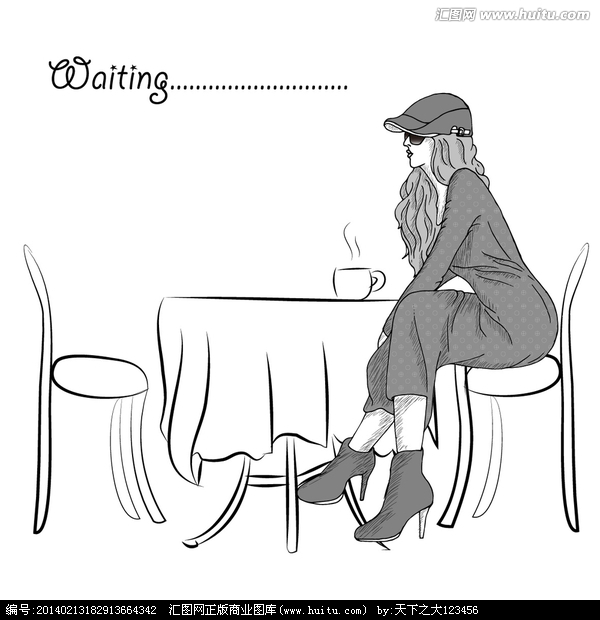 汇图网 www.huitu.com
Waiting............................
编号:20140213182913664342 汇图网正版商业图库(www.huitu.com) by:天下之大123456